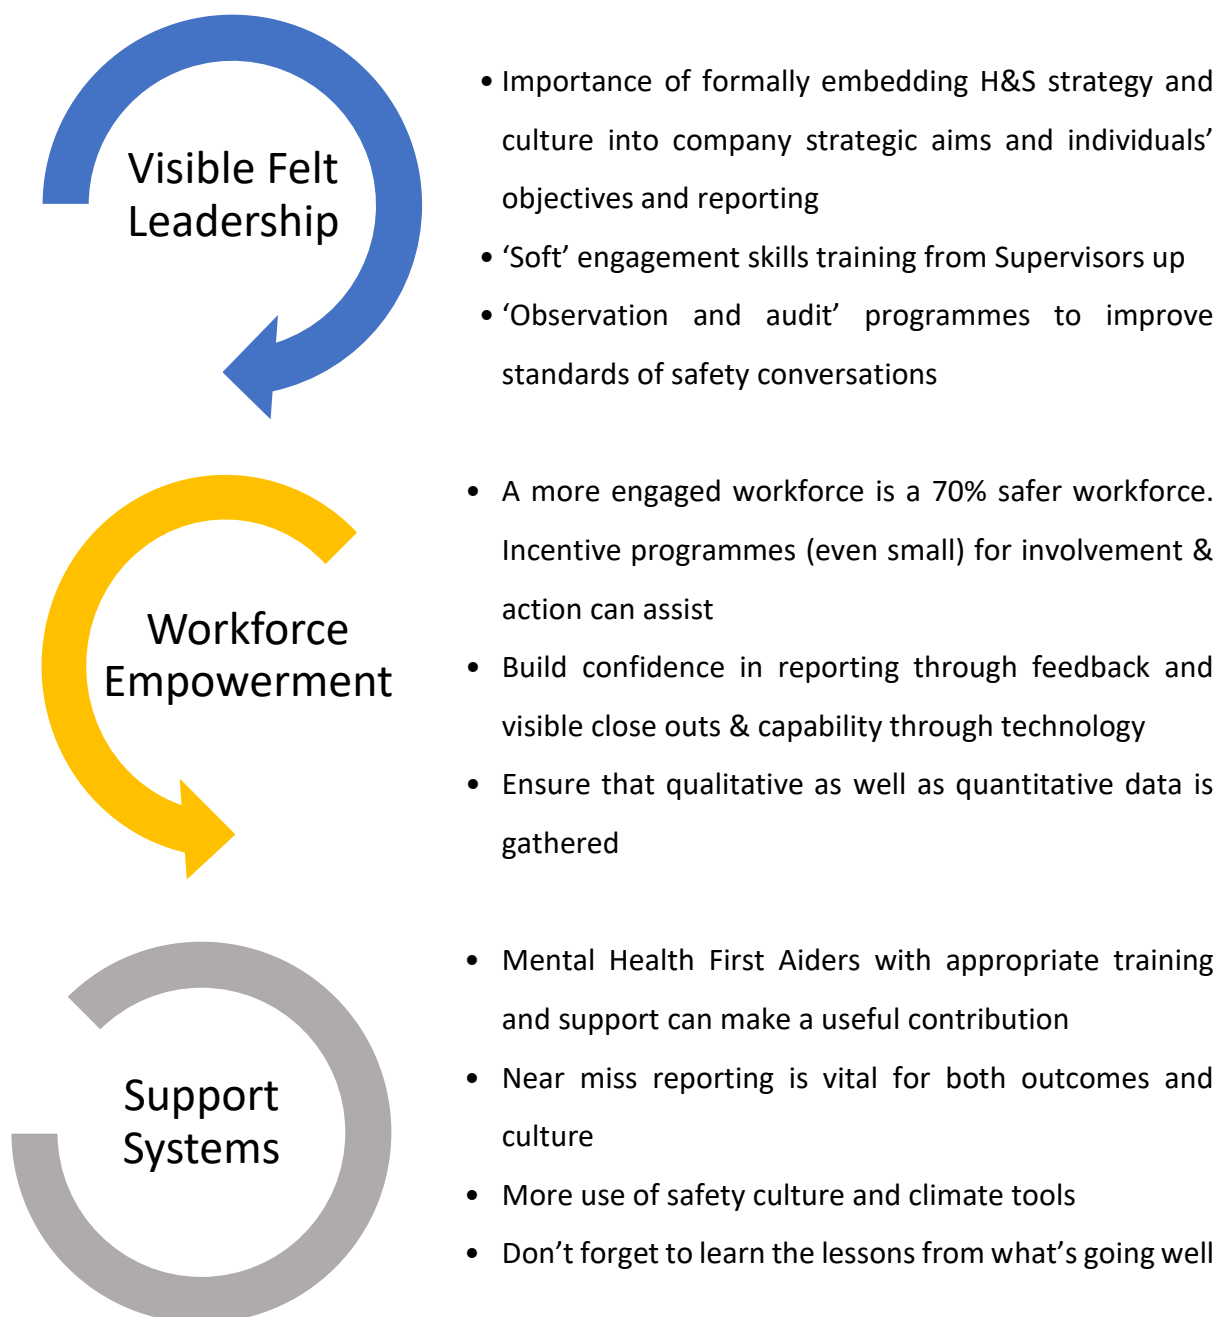 Visible Felt
Leadership
• Importance of formally embedding H&S strategy and
culture into company strategic aims and individuals’
objectives and reporting
• ‘Soft’ engagement skills training from Supervisors up
• ‘Observation and audit’ programmes to improve
standards of safety conversations
Workforce
Empowerment
• A more engaged workforce is a 70% safer workforce.
Incentive programmes (even small) for involvement &
action can assist
• Build confidence in reporting through feedback and
visible close outs & capability through technology
• Ensure that qualitative as well as quantitative data is
gathered
Support
Systems
• Mental Health First Aiders with appropriate training
and support can make a useful contribution
• Near miss reporting is vital for both outcomes and
culture
• More use of safety culture and climate tools
• Don’t forget to learn the lessons from what’s going well